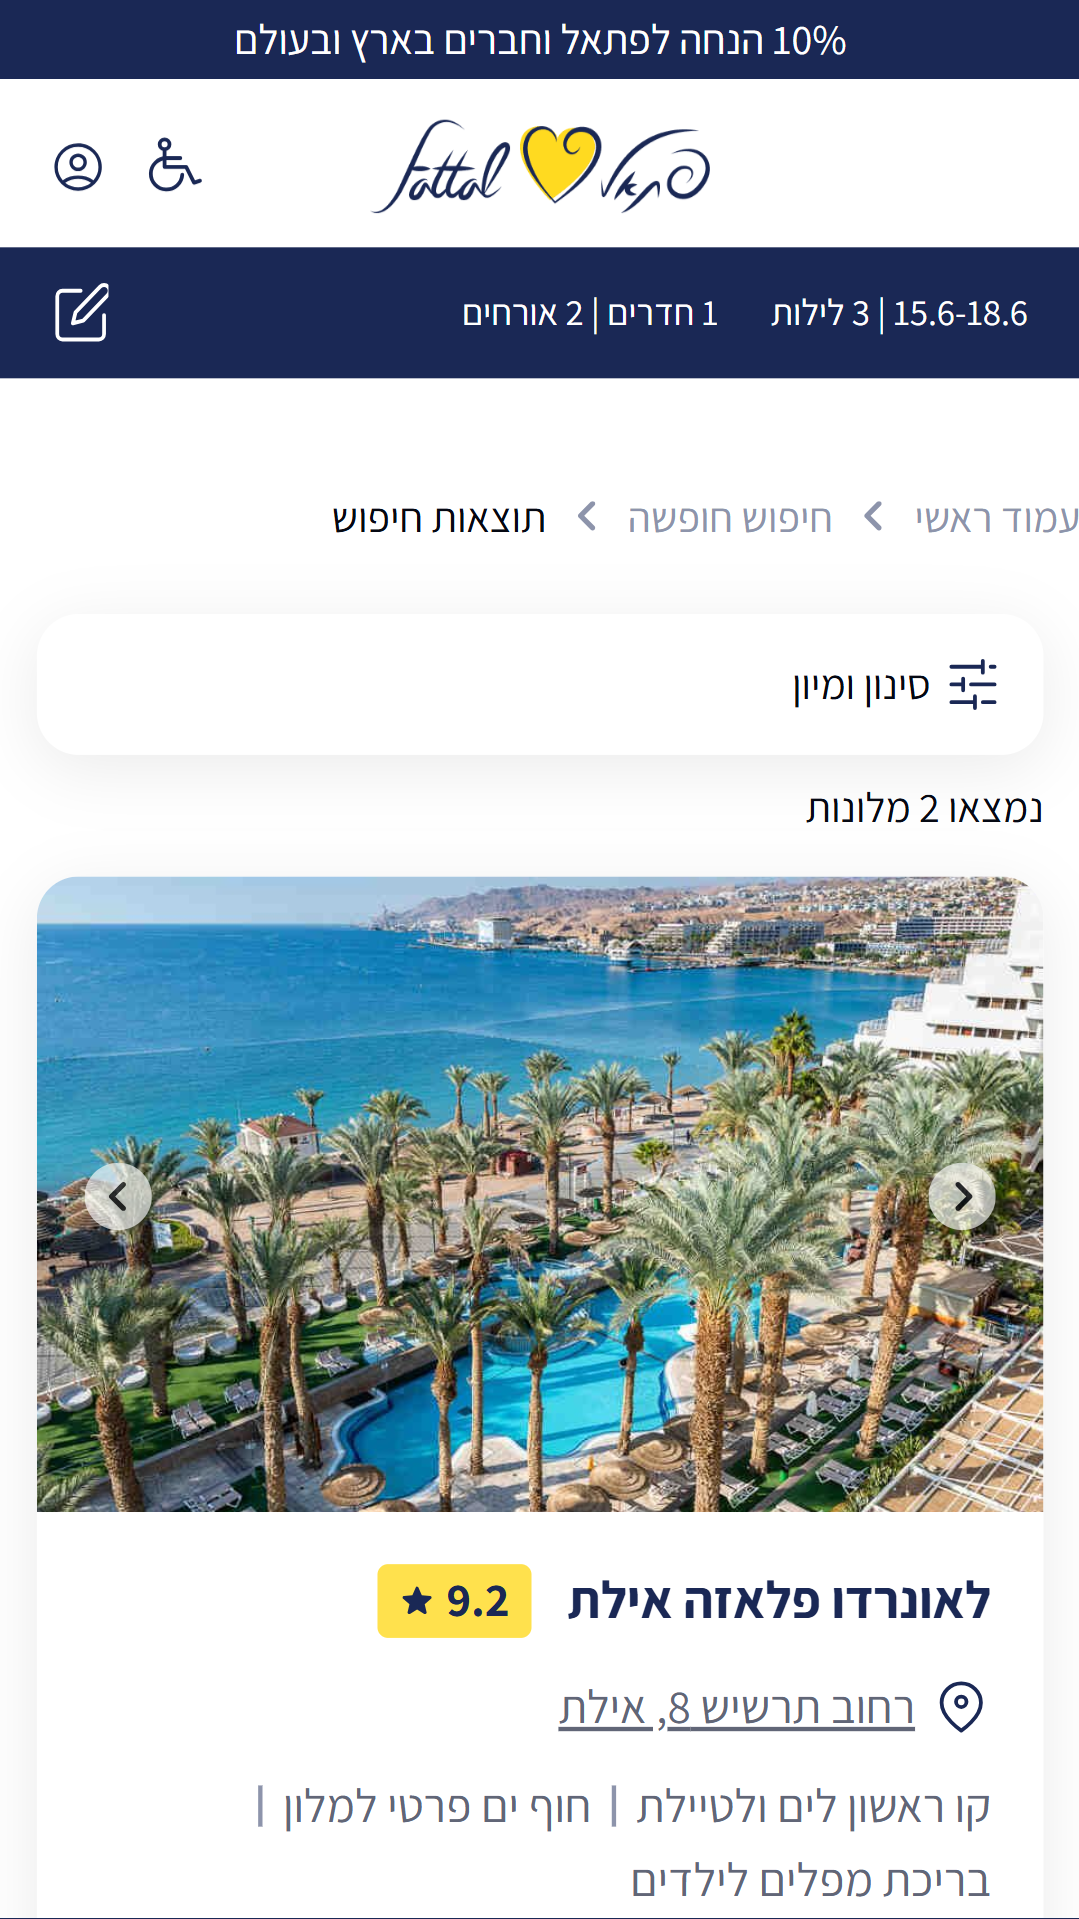 10% הנחה לפתאל וחברים בארץ ובעולם
פתאל Fattal
15.6-18.6 | 3 לילות 1 חדרים | 2 אורחים
עמוד ראשי חיפוש חופשה תוצאות חיפוש
סינון ומיון
נמצאו 2 מלונות
לאונרדו פלאזה אילת 9.2
רחוב תרשיש 8, אילת
קו ראשון לים ולטיילת | חוף ים פרטי למלון |
בריכת מפלים לילדים